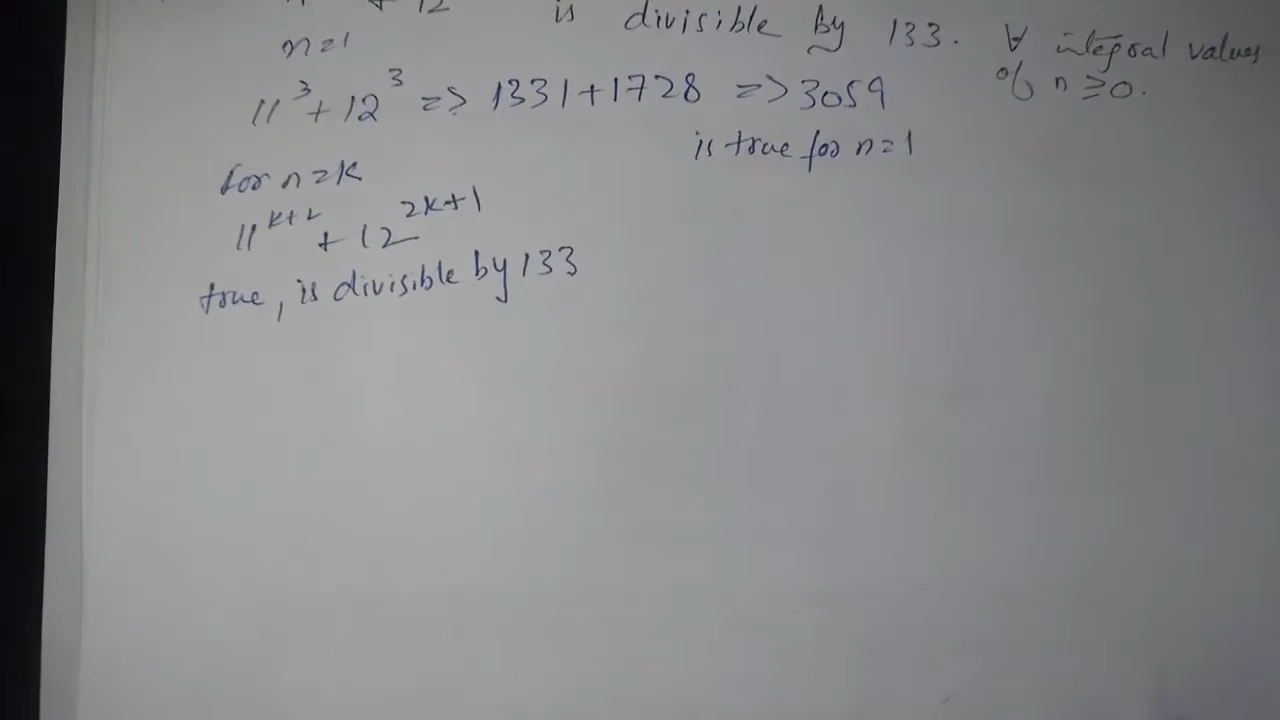 + 12 is divisible by 133. ∀ integral values
of n ≥ 0.
n=1
11³ + 12³ => 1331+1728 => 3059
is true for n=1
for n=k
11^(k+2) + 12^(2k+1)
true, is divisible by 133